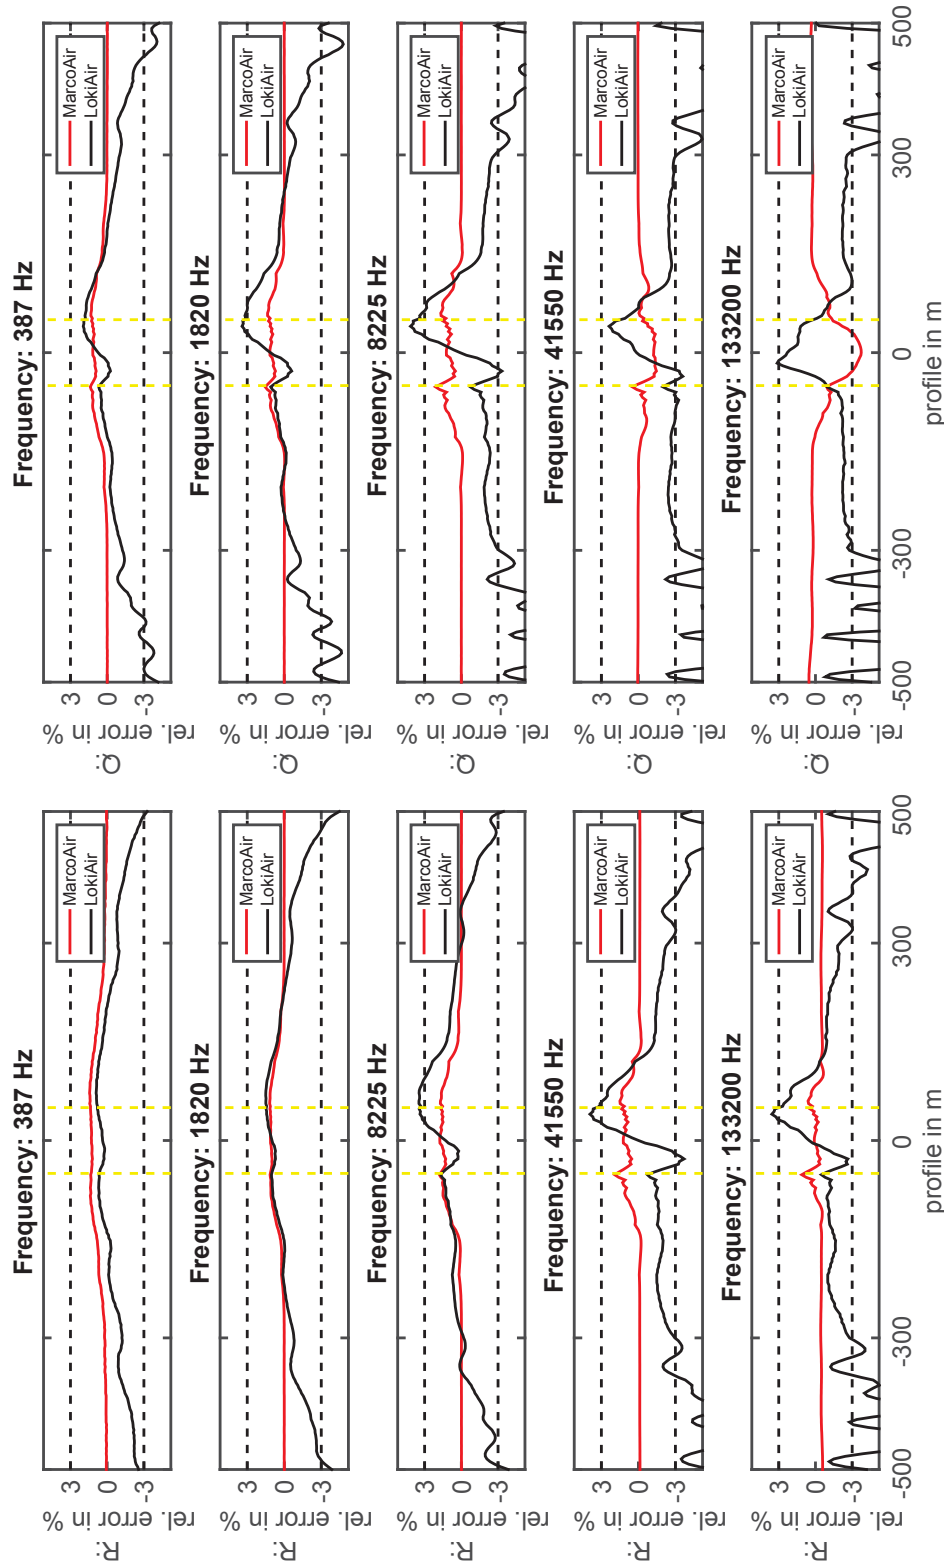 Frequency: 387 Hz
R:
rel. error in %
3
0
-3
MarcoAir
LokiAir
Frequency: 1820 Hz
R:
rel. error in %
3
0
-3
MarcoAir
LokiAir
Frequency: 8225 Hz
R:
rel. error in %
3
0
-3
MarcoAir
LokiAir
Frequency: 41550 Hz
R:
rel. error in %
3
0
-3
MarcoAir
LokiAir
Frequency: 133200 Hz
R:
rel. error in %
3
0
-3
MarcoAir
LokiAir
-500 -300 0 300 500
profile in m
Frequency: 387 Hz
Q:
rel. error in %
3
0
-3
MarcoAir
LokiAir
Frequency: 1820 Hz
Q:
rel. error in %
3
0
-3
MarcoAir
LokiAir
Frequency: 8225 Hz
Q:
rel. error in %
3
0
-3
MarcoAir
LokiAir
Frequency: 41550 Hz
Q:
rel. error in %
3
0
-3
MarcoAir
LokiAir
Frequency: 133200 Hz
Q:
rel. error in %
3
0
-3
MarcoAir
LokiAir
-500 -300 0 300 500
profile in m